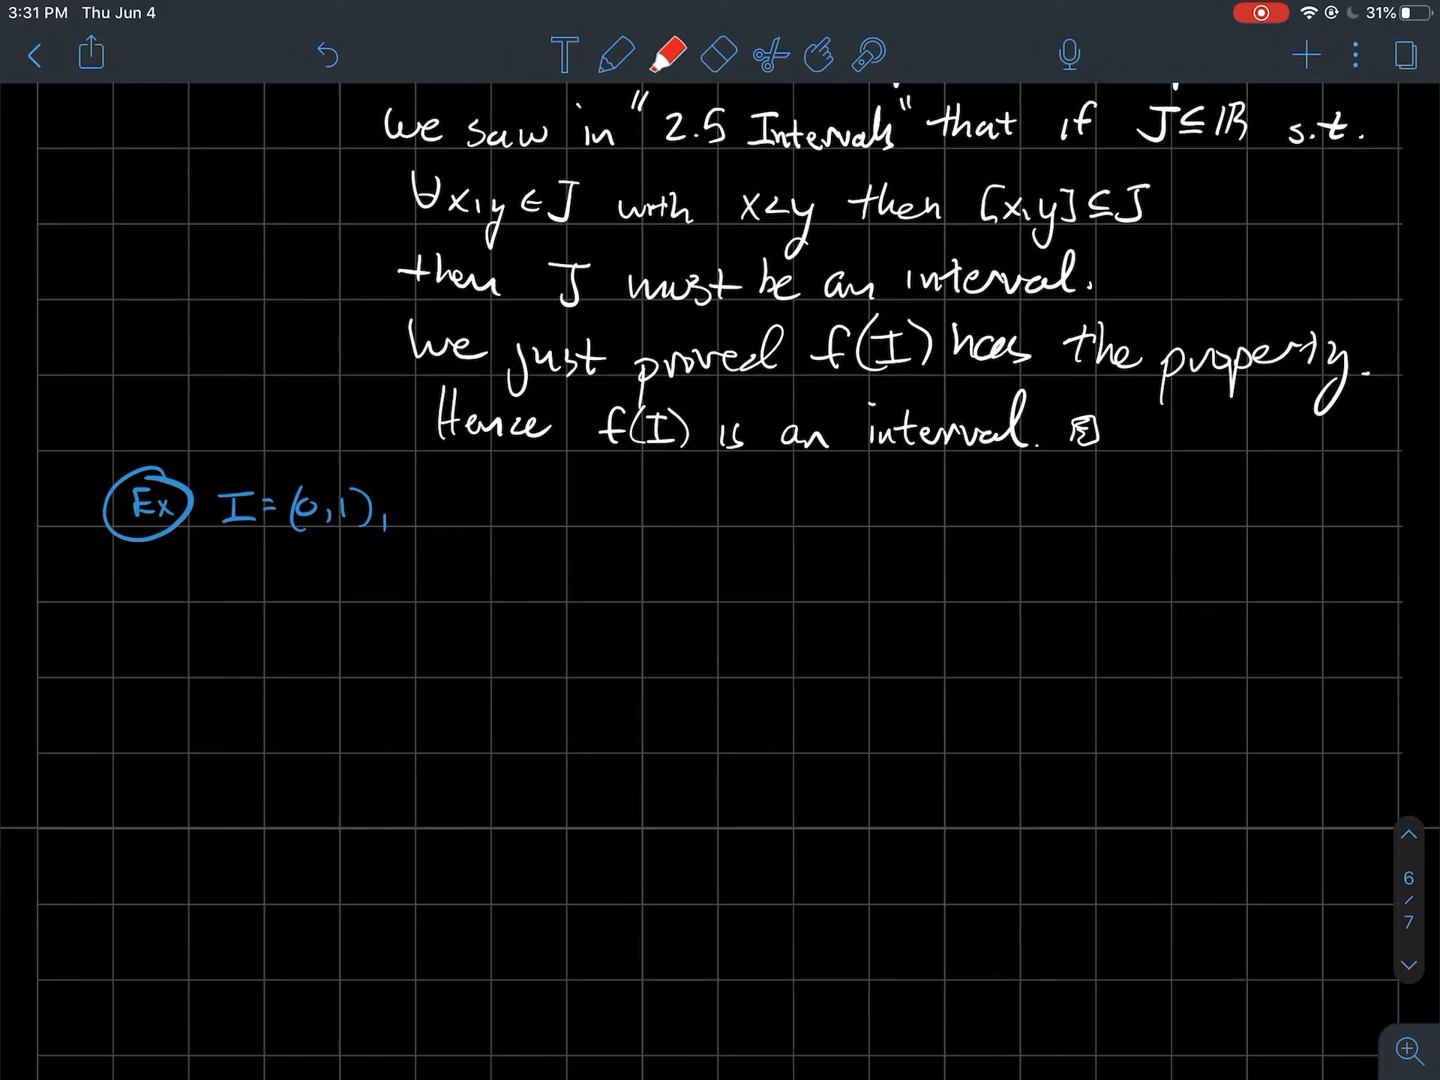 3:31 PM Thu Jun 4
31%
T
We saw in "2.5 Intervals" that if J⊆ℝ s.t.
∀x,y∈J with x<y then [x,y]⊆J
then J must be an interval.
We just proved f(I) has the property.
Hence f(I) is an interval.
Ex I=(0,1),
6
/
7